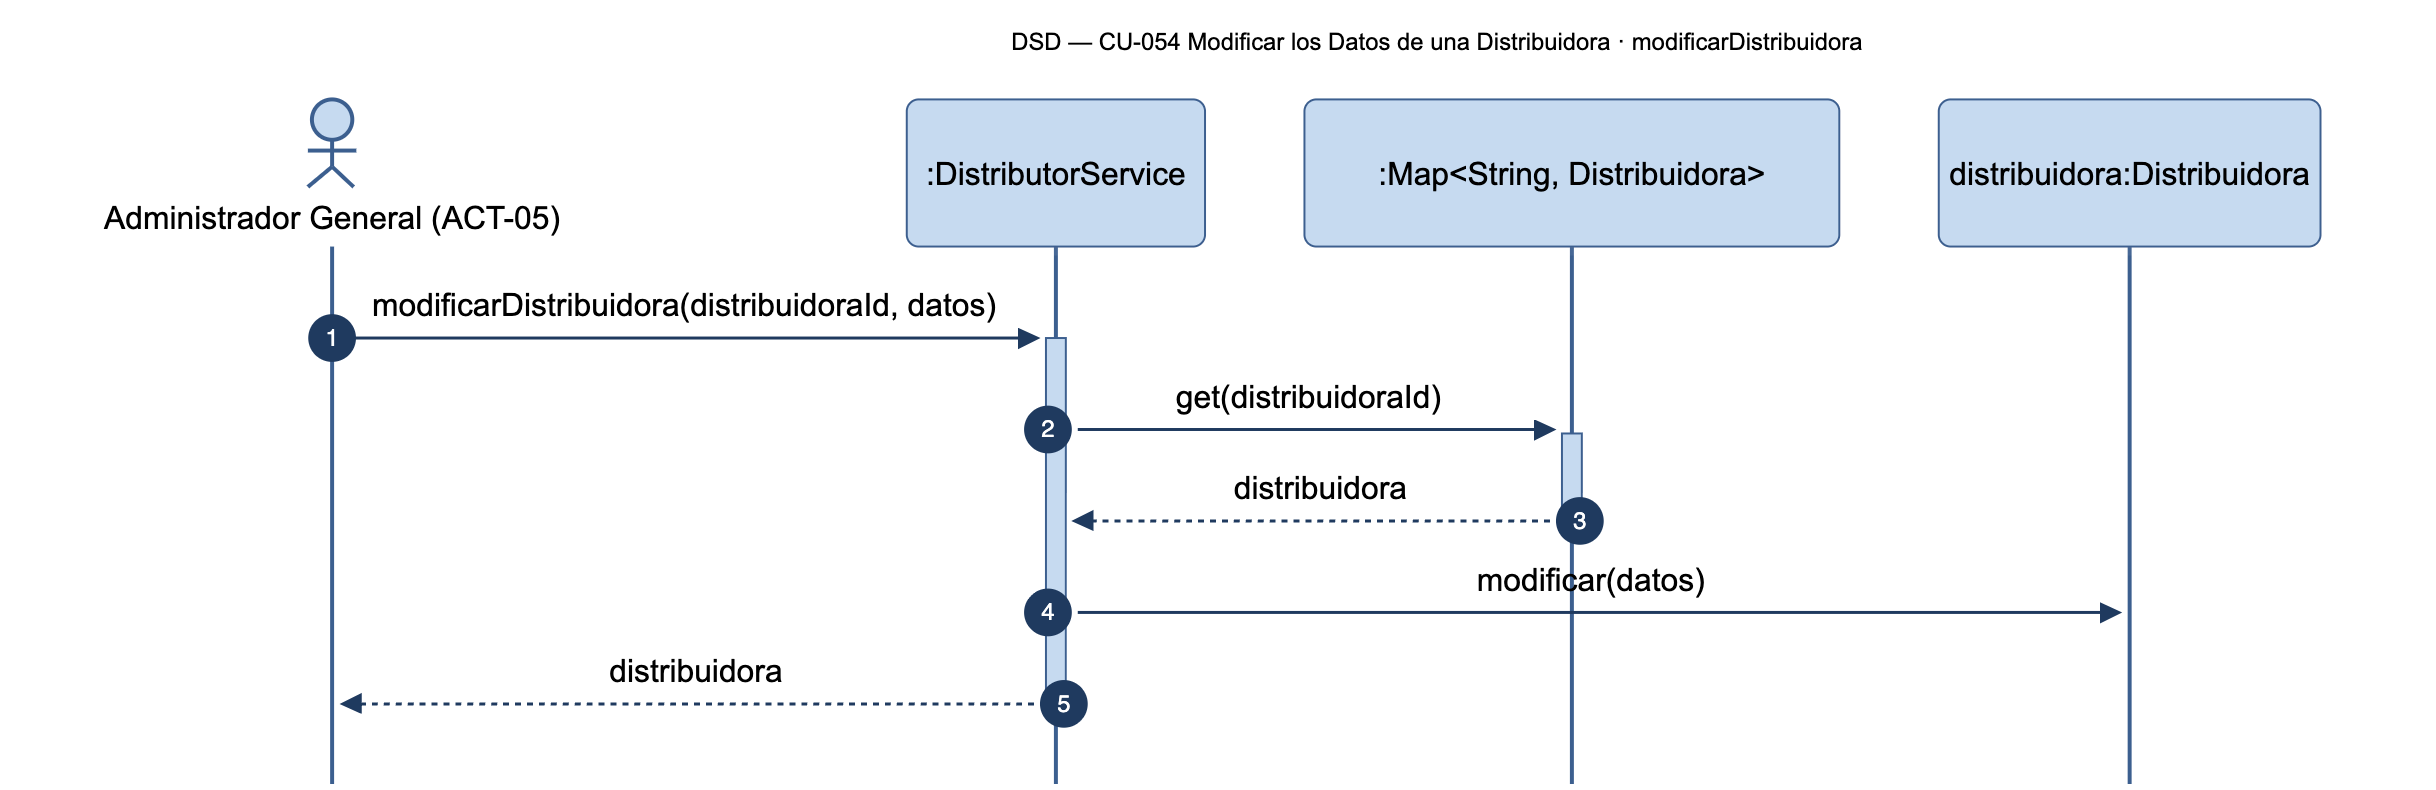 DSD — CU-054 Modificar los Datos de una Distribuidora · modificarDistribuidora
Administrador General (ACT-05)
:DistributorService
:Map<String, Distribuidora>
distribuidora:Distribuidora
modificarDistribuidora(distribuidoraId, datos)
1
get(distribuidoraId)
2
distribuidora
3
modificar(datos)
4
distribuidora
5